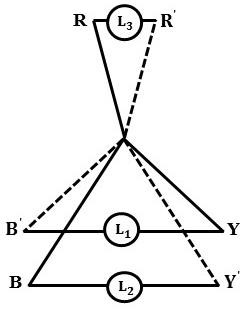 R L₃ R'
B' L₁ Y
B L₂ Y'